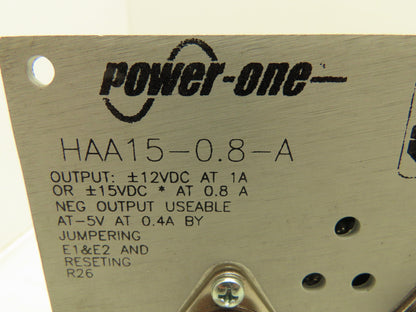 power-one
HAA15-0.8-A
OUTPUT: ±12VDC AT 1A
OR ±15VDC * AT 0.8 A
NEG OUTPUT USEABLE
AT-5V AT 0.4A BY
JUMPERING
E1&E2 AND
RESETING
R26